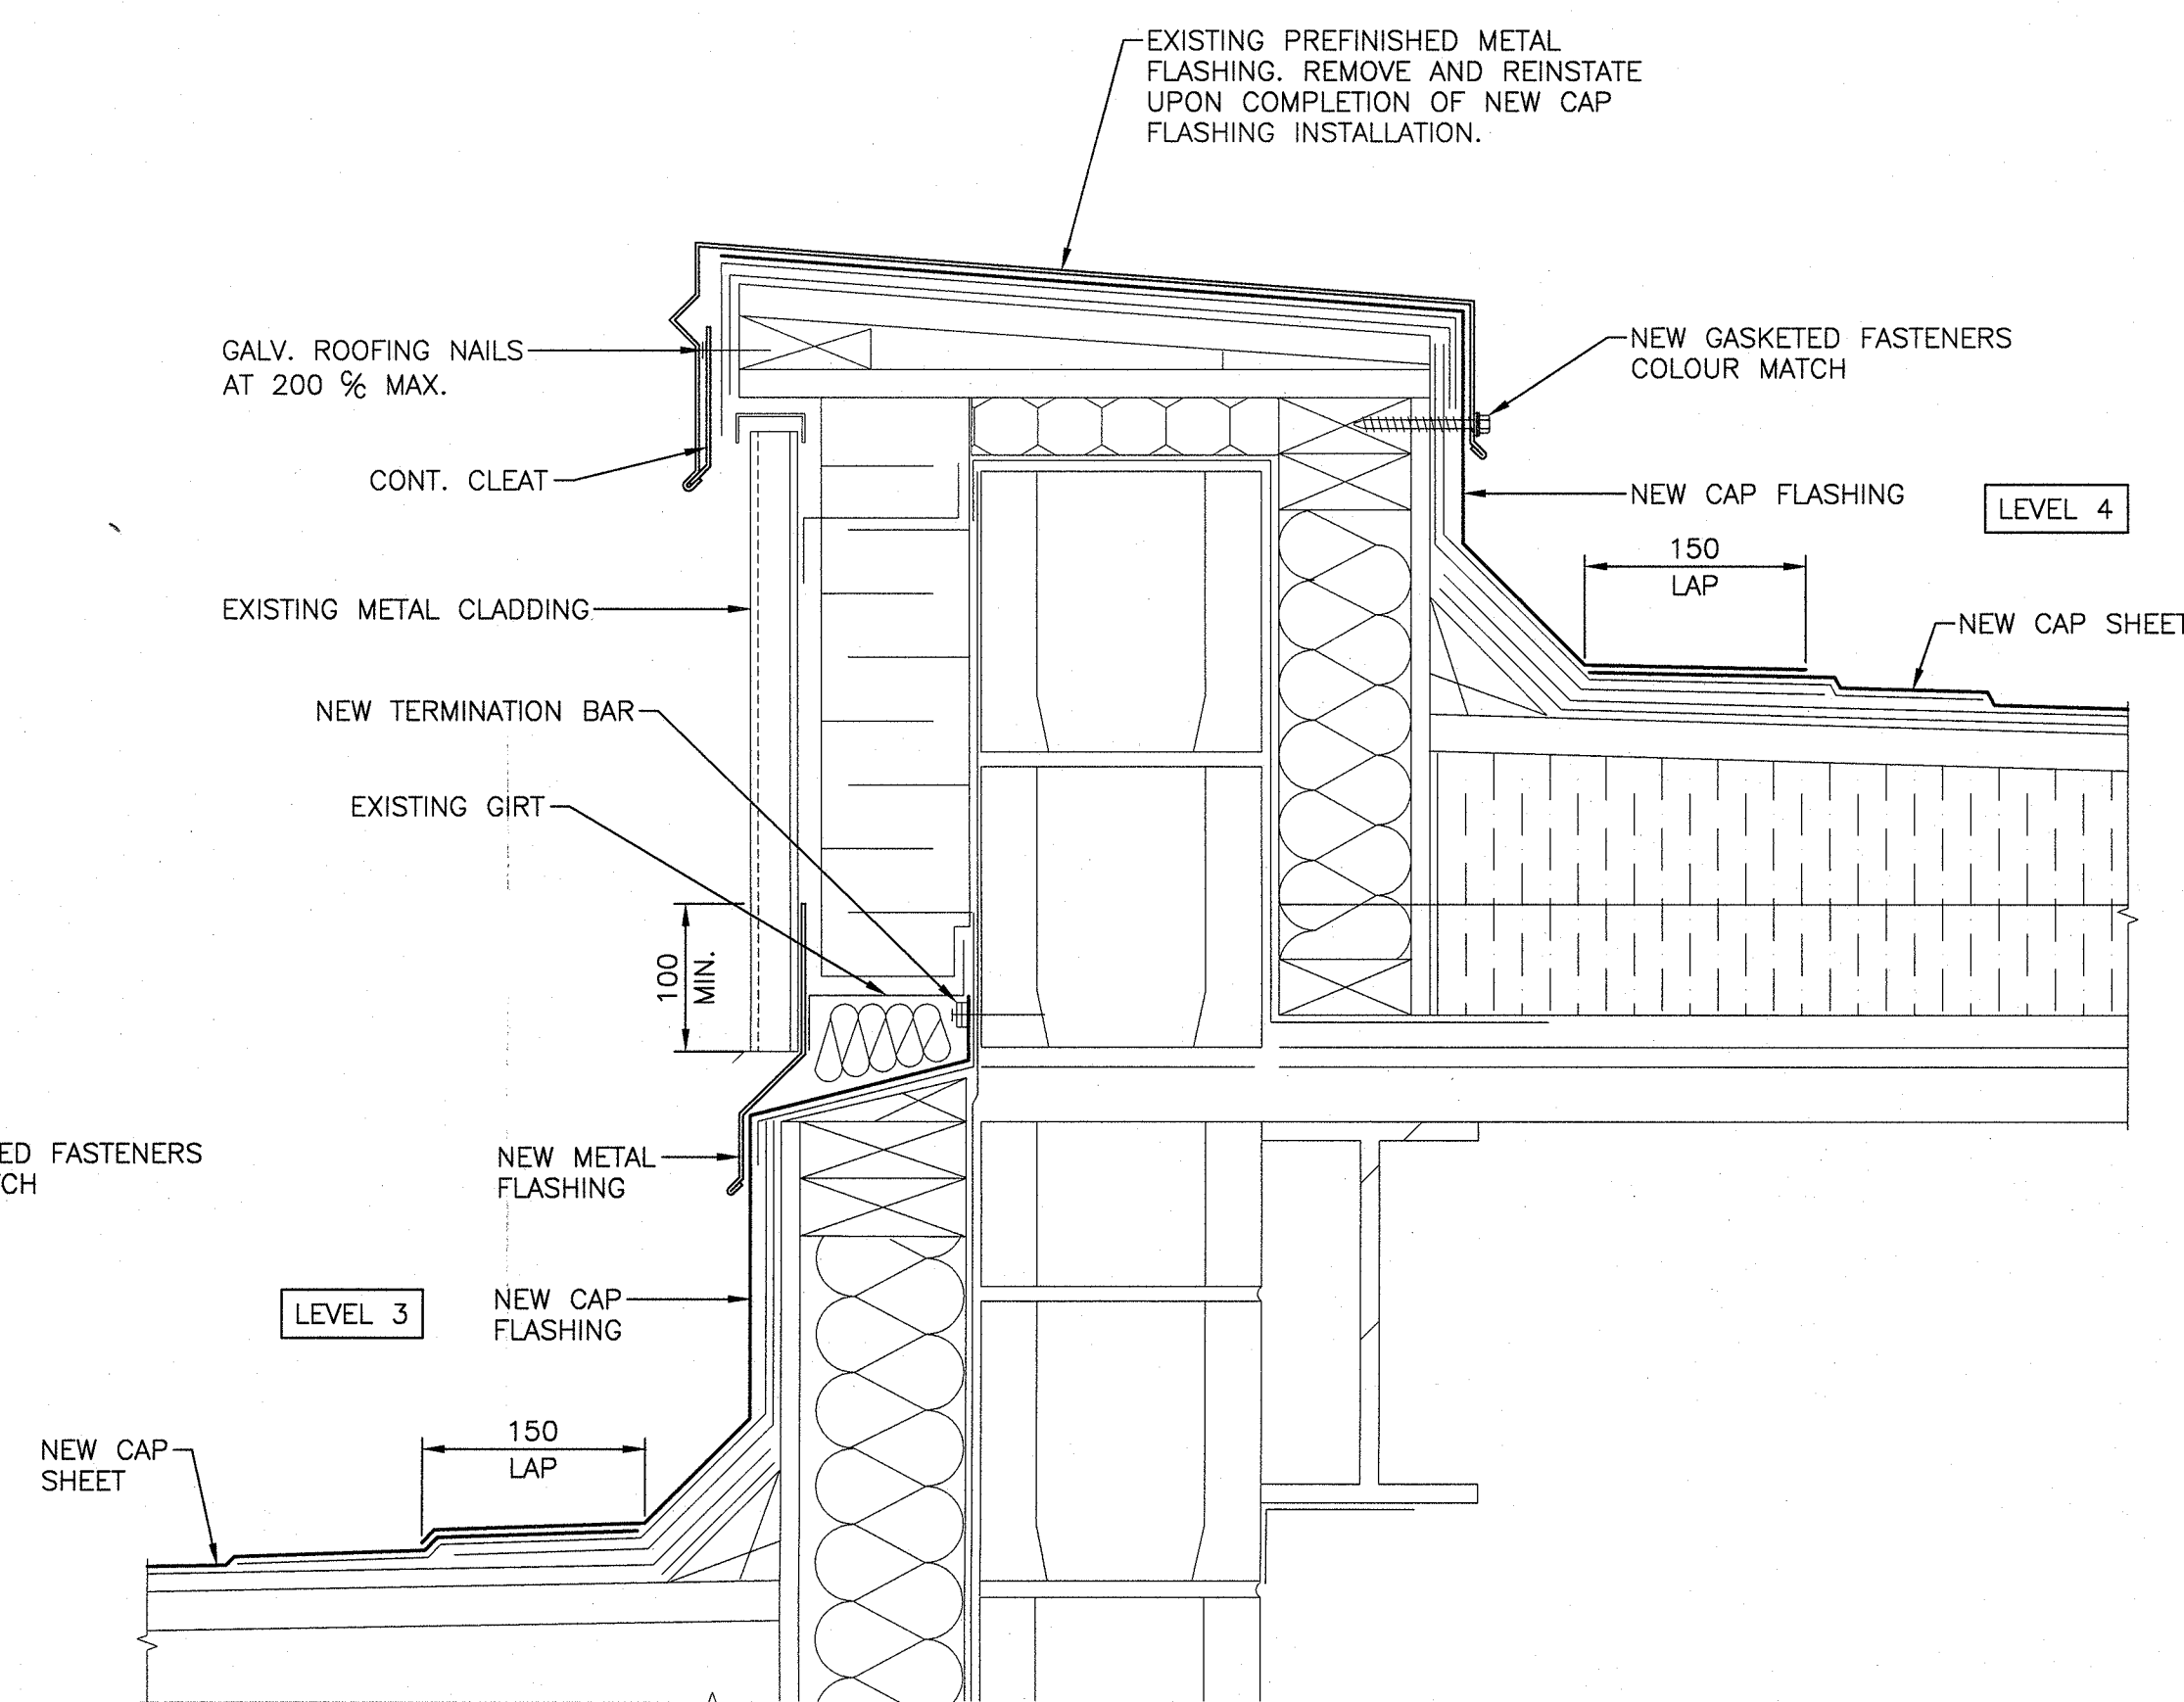 EXISTING PREFINISHED METAL
FLASHING. REMOVE AND REINSTATE
UPON COMPLETION OF NEW CAP
FLASHING INSTALLATION.
GALV. ROOFING NAILS
AT 200 ℅ MAX.
NEW GASKETED FASTENERS
COLOUR MATCH
CONT. CLEAT
NEW CAP FLASHING
LEVEL 4
150
LAP
EXISTING METAL CLADDING
NEW CAP SHEET
NEW TERMINATION BAR
EXISTING GIRT
100
MIN.
ED FASTENERS
TCH
NEW METAL
FLASHING
LEVEL 3
NEW CAP
FLASHING
150
LAP
NEW CAP
SHEET